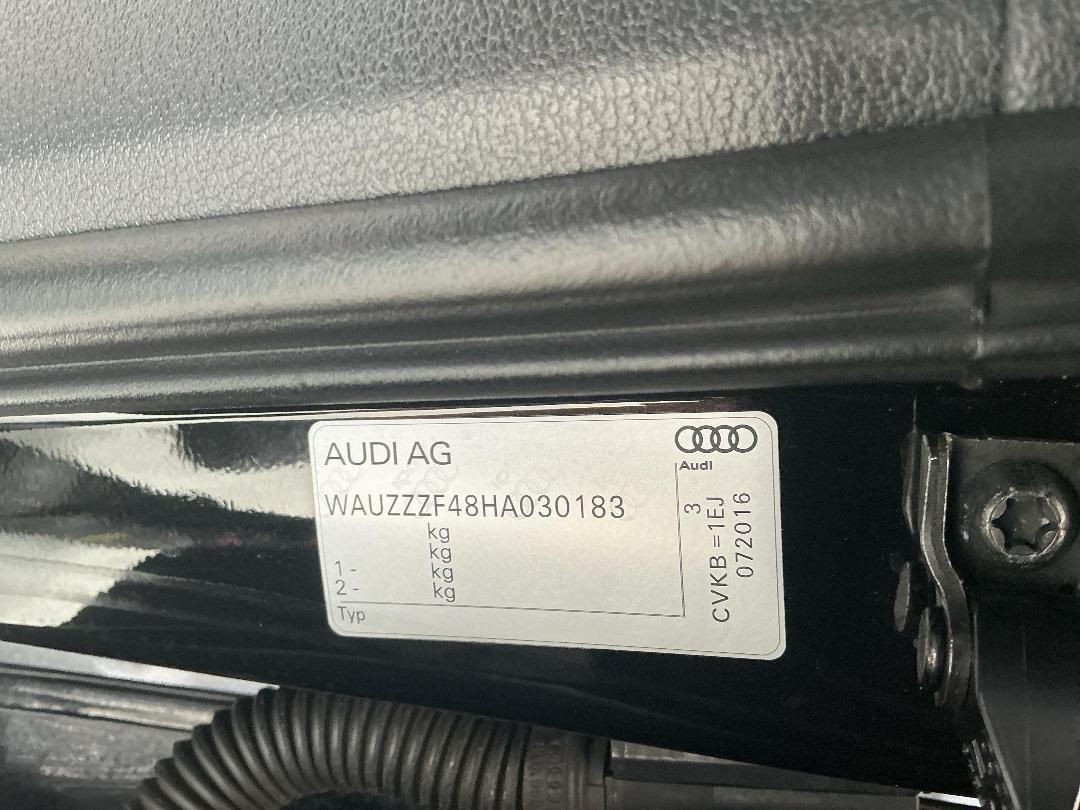 AUDI AG
Audi
WAUZZZF48HA030183
kg
kg
1 - kg
2 - kg
Typ
3
CVKB = 1EJ
072016